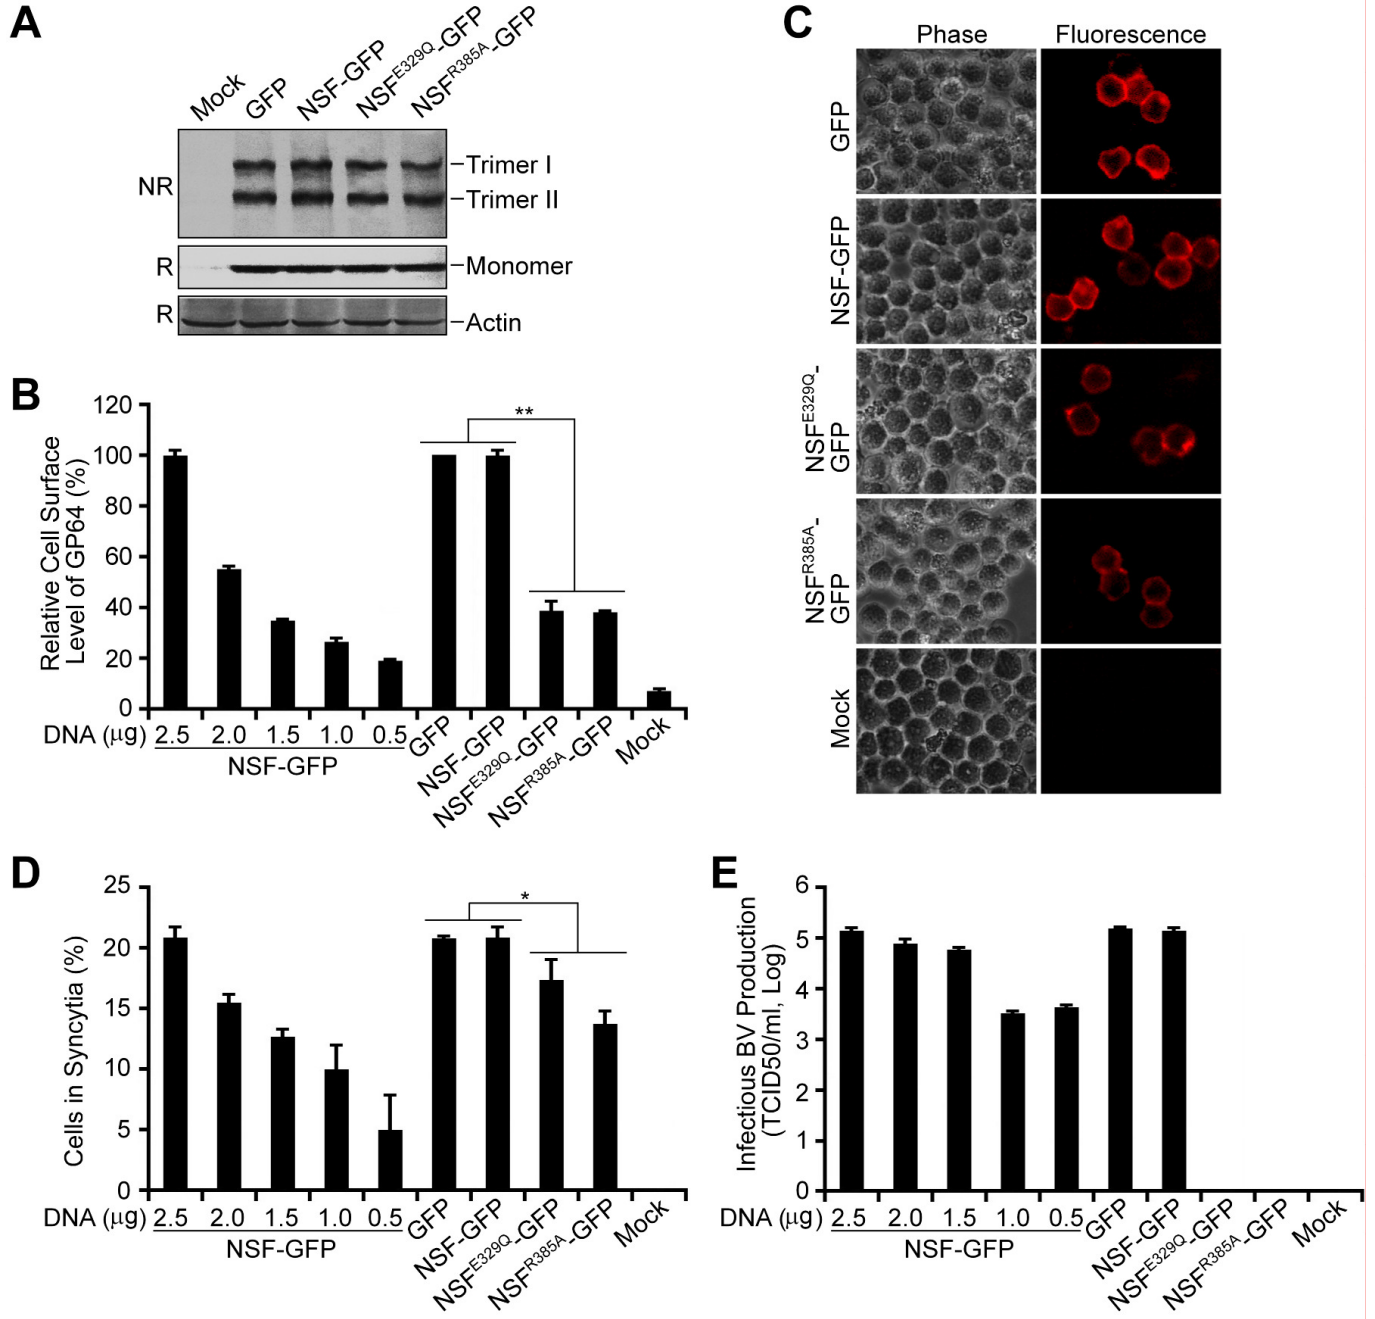 A
Mock
GFP
NSF-GFP
NSFE329Q-GFP
NSFR385A-GFP
NR
Trimer I
Trimer II
R
Monomer
R
Actin
B
Relative Cell Surface
Level of GP64 (%)
120
100
80
60
40
20
0
**
DNA (μg)
2.5 2.0 1.5 1.0 0.5
NSF-GFP
GFP
NSF-GFP
NSFE329Q-GFP
NSFR385A-GFP
Mock
C
Phase Fluorescence
GFP
NSF-GFP
NSFE329Q-
GFP
NSFR385A-
GFP
Mock
D
Cells in Syncytia (%)
25
20
15
10
5
0
*
DNA (μg)
2.5 2.0 1.5 1.0 0.5
NSF-GFP
GFP
NSF-GFP
NSFE329Q-GFP
NSFR385A-GFP
Mock
E
Infectious BV Production
(TCID50/ml, Log)
6
5
4
3
2
1
0
DNA (μg)
2.5 2.0 1.5 1.0 0.5
NSF-GFP
GFP
NSF-GFP
NSFE329Q-GFP
NSFR385A-GFP
Mock